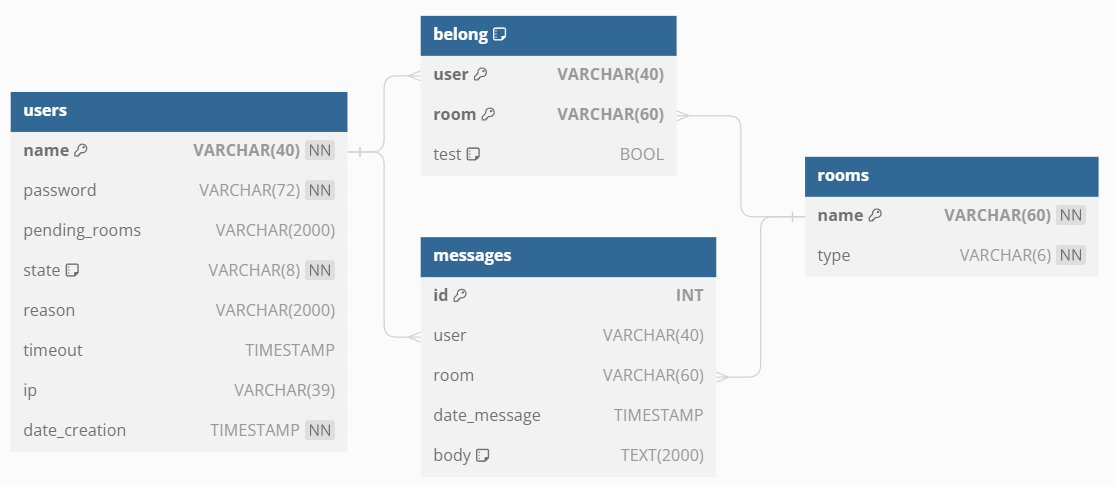 users
name VARCHAR(40) NN
password VARCHAR(72) NN
pending_rooms VARCHAR(2000)
state VARCHAR(8) NN
reason VARCHAR(2000)
timeout TIMESTAMP
ip VARCHAR(39)
date_creation TIMESTAMP NN
belong
user VARCHAR(40)
room VARCHAR(60)
test BOOL
messages
id INT
user VARCHAR(40)
room VARCHAR(60)
date_message TIMESTAMP
body TEXT(2000)
rooms
name VARCHAR(60) NN
type VARCHAR(6) NN